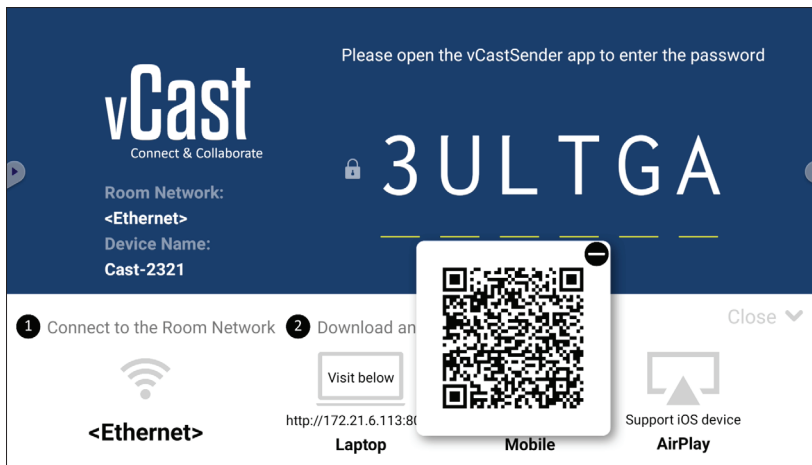 Please open the vCastSender app to enter the password
vCast
Connect & Collaborate
3ULTGA
Room Network:
<Ethernet>
Device Name:
Cast-2321
1 Connect to the Room Network
2 Download an
Close
Visit below
<Ethernet>
http://172.21.6.113:80
Laptop
Mobile
Support iOS device
AirPlay